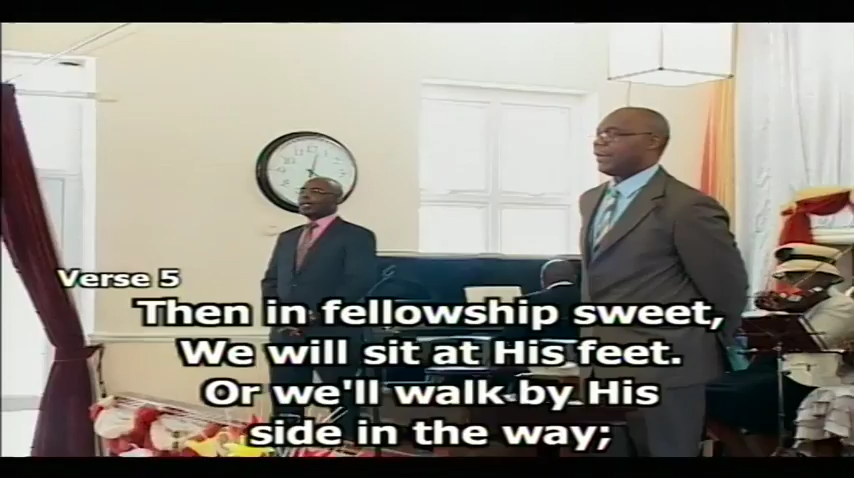 Verse 5
Then in fellowship sweet,
We will sit at His feet.
Or we'll walk by His
side in the way;